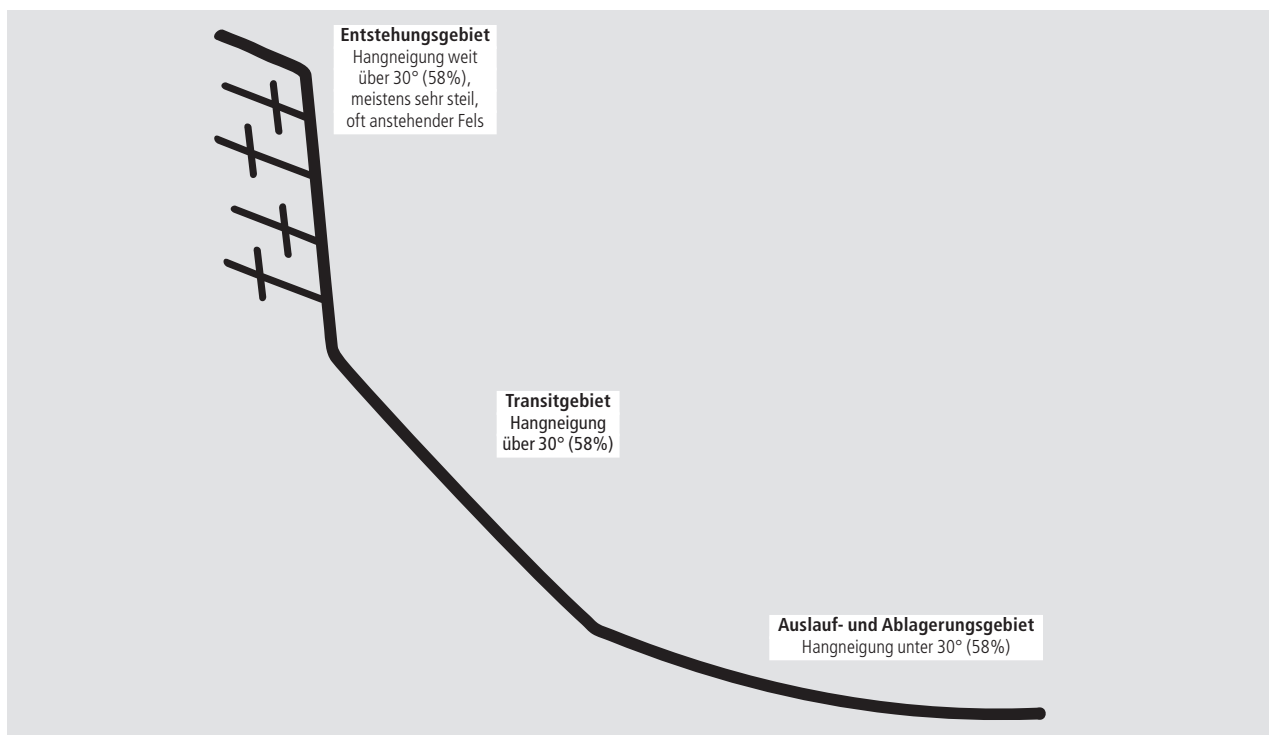 Entstehungsgebiet
Hangneigung weit
über 30° (58%),
meistens sehr steil,
oft anstehender Fels
Transitgebiet
Hangneigung
über 30° (58%)
Auslauf- und Ablagerungsgebiet
Hangneigung unter 30° (58%)